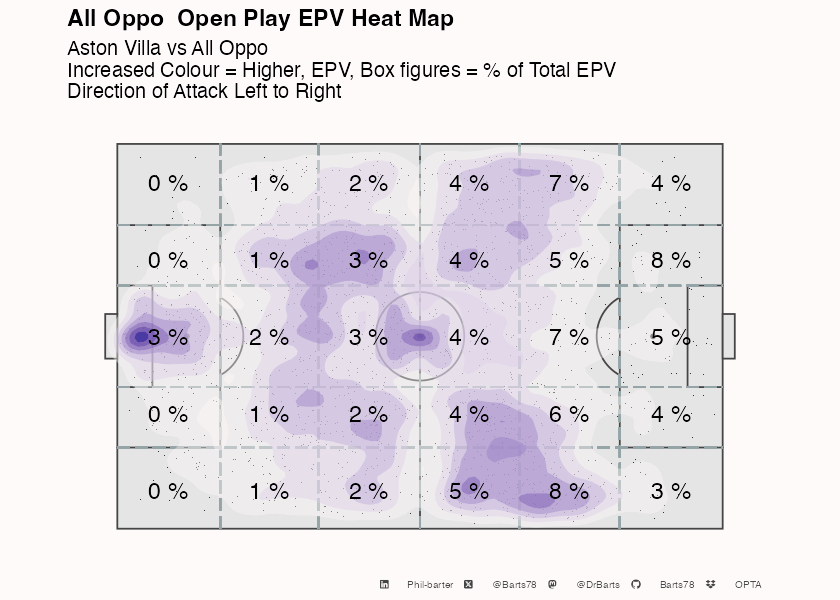 All Oppo  Open Play EPV Heat Map
Aston Villa vs All Oppo
Increased Colour = Higher, EPV, Box figures = % of Total EPV
Direction of Attack Left to Right
0 % 1 % 2 % 4 % 7 % 4 %
0 % 1 % 3 % 4 % 5 % 8 %
3 % 2 % 3 % 4 % 7 % 5 %
0 % 1 % 2 % 4 % 6 % 4 %
0 % 1 % 2 % 5 % 8 % 3 %
Phil-barter @Barts78 @DrBarts Barts78 OPTA